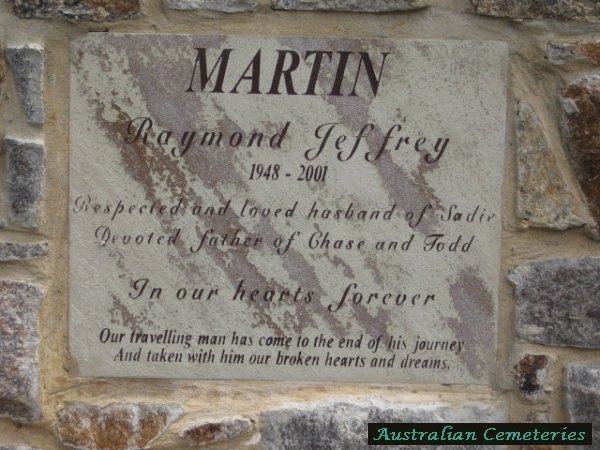 MARTIN
Raymond Jeffrey
1948 - 2001
Respected and loved husband of Sadie
Devoted father of Chase and Todd
In our hearts forever
Our travelling man has come to the end of his journey
And taken with him our broken hearts and dreams.
Australian Cemeteries